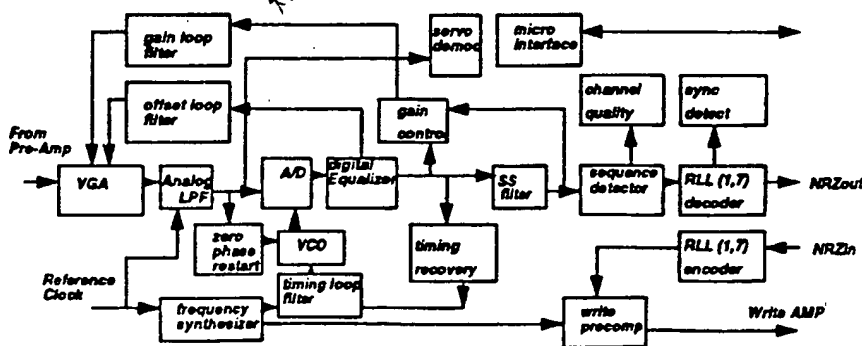 gain loop
filter
servo
demod
micro
interface
offset loop
filter
gain
control
channel
quality
sync
detect
From
Pre-Amp
VGA
Analog
LPF
A/D
digital
Equalizer
SS
filter
sequence
detector
RLL (1,7)
decoder
NRZout
zero
phase
restart
VCO
timing
recovery
RLL (1,7)
encoder
NRZin
Reference
Clock
timing loop
filter
frequency
synthesizer
write
precomp
Write AMP